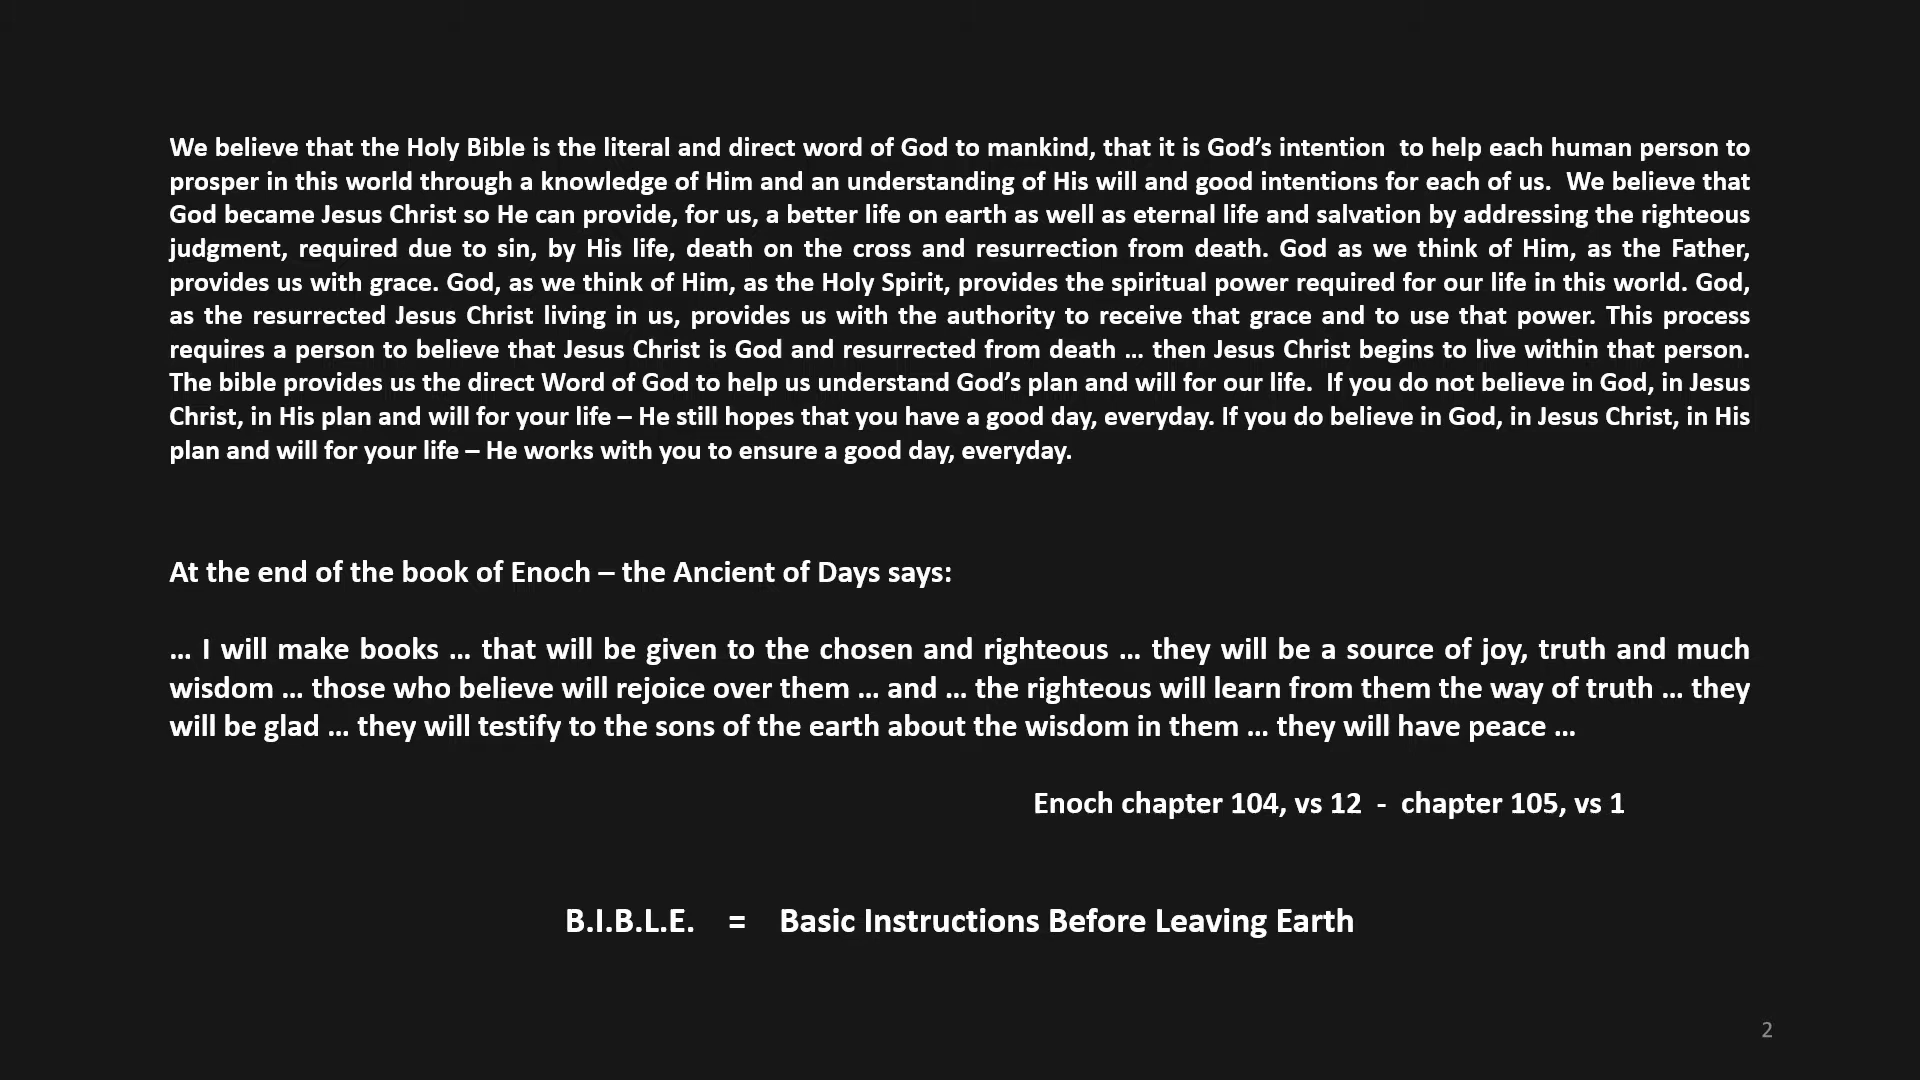 We believe that the Holy Bible is the literal and direct word of God to mankind, that it is God’s intention  to help each human person to
prosper in this world through a knowledge of Him and an understanding of His will and good intentions for each of us.  We believe that
God became Jesus Christ so He can provide, for us, a better life on earth as well as eternal life and salvation by addressing the righteous
judgment, required due to sin, by His life, death on the cross and resurrection from death. God as we think of Him, as the Father,
provides us with grace. God, as we think of Him, as the Holy Spirit, provides the spiritual power required for our life in this world. God,
as the resurrected Jesus Christ living in us, provides us with the authority to receive that grace and to use that power. This process
requires a person to believe that Jesus Christ is God and resurrected from death … then Jesus Christ begins to live within that person.
The bible provides us the direct Word of God to help us understand God’s plan and will for our life.  If you do not believe in God, in Jesus
Christ, in His plan and will for your life – He still hopes that you have a good day, everyday. If you do believe in God, in Jesus Christ, in His
plan and will for your life – He works with you to ensure a good day, everyday.
At the end of the book of Enoch – the Ancient of Days says:
… I will make books … that will be given to the chosen and righteous … they will be a source of joy, truth and much
wisdom … those who believe will rejoice over them … and … the righteous will learn from them the way of truth … they
will be glad … they will testify to the sons of the earth about the wisdom in them … they will have peace …
Enoch chapter 104, vs 12  -  chapter 105, vs 1
B.I.B.L.E.   =   Basic Instructions Before Leaving Earth
2